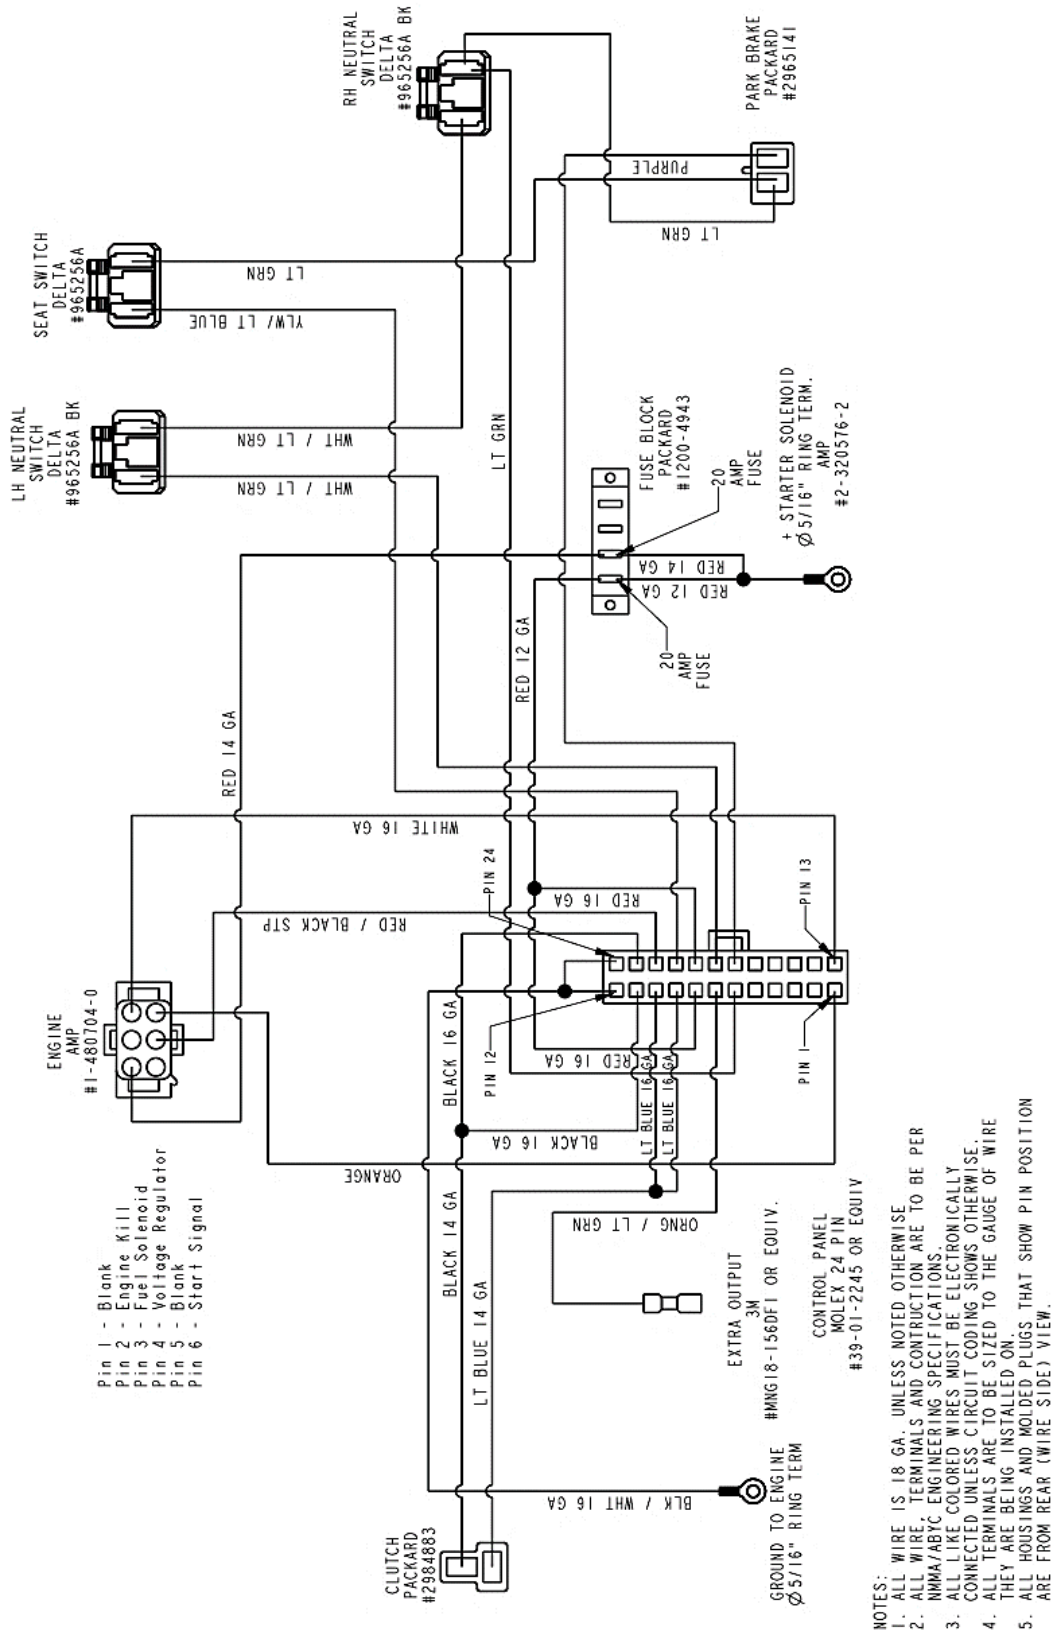 LH NEUTRAL
SWITCH
DELTA
#965256A BK
SEAT SWITCH
DELTA
#965256A
RH NEUTRAL
SWITCH
DELTA
#965256A BK
PARK BRAKE
PACKARD
#2965141
WHT / LT GRN
WHT / LT GRN
YLW/ LT BLUE
LT GRN
LT GRN
PURPLE
LT GRN
FUSE BLOCK
PACKARD
#1200-4943
20
AMP
FUSE
20
AMP
FUSE
RED 14 GA
RED 12 GA
+ STARTER SOLENOID
Ø5/16" RING TERM.
AMP
#2-320576-2
RED 14 GA
RED 12 GA
WHITE 16 GA
RED / BLACK STP
RED 16 GA
PIN 24
PIN 13
PIN 12
PIN 1
ENGINE
AMP
#1-480704-0
BLACK 16 GA
RED 16 GA
BLACK 16 GA
LT BLUE 16 GA
LT BLUE 16 GA
ORANGE
ORNG / LT GRN
Pin 1 - Blank
Pin 2 - Engine Kill
Pin 3 - Fuel Solenoid
Pin 4 - Voltage Regulator
Pin 5 - Blank
Pin 6 - Start Signal
BLACK 14 GA
LT BLUE 14 GA
EXTRA OUTPUT
3M
#MNG18-156DFI OR EQUIV.
CONTROL PANEL
MOLEX 24 PIN
#39-01-2245 OR EQUIV
CLUTCH
PACKARD
#2984883
BLK / WHT 16 GA
GROUND TO ENGINE
Ø5/16" RING TERM
NOTES:
1. ALL WIRE IS 18 GA. UNLESS NOTED OTHERWISE
2. ALL WIRE, TERMINALS AND CONTRUCTION ARE TO BE PER
NMMA/ABYC ENGINEERING SPECIFICATIONS.
3. ALL LIKE COLORED WIRES MUST BE ELECTRONICALLY
CONNECTED UNLESS CIRCUIT CODING SHOWS OTHERWISE.
4. ALL TERMINALS ARE TO BE SIZED TO THE GAUGE OF WIRE
THEY ARE BEING INSTALLED ON.
5. ALL HOUSINGS AND MOLDED PLUGS THAT SHOW PIN POSITION
ARE FROM REAR (WIRE SIDE) VIEW.